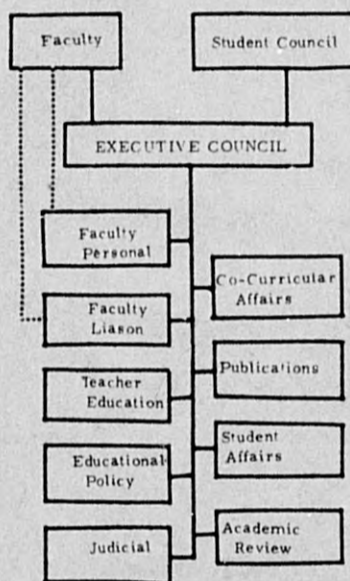 Faculty
Student Council
EXECUTIVE COUNCIL
Faculty
Personal
Co-Curricular
Affairs
Faculty
Liason
Publications
Teacher
Education
Student
Affairs
Educational
Policy
Academic
Review
Judicial